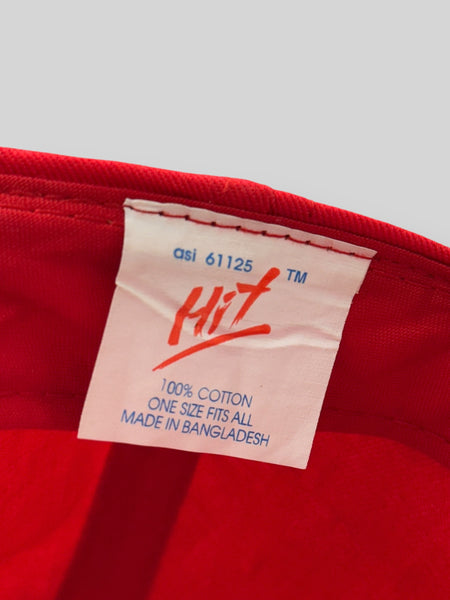 asi 61125
Hit ™
100% COTTON
ONE SIZE FITS ALL
MADE IN BANGLADESH